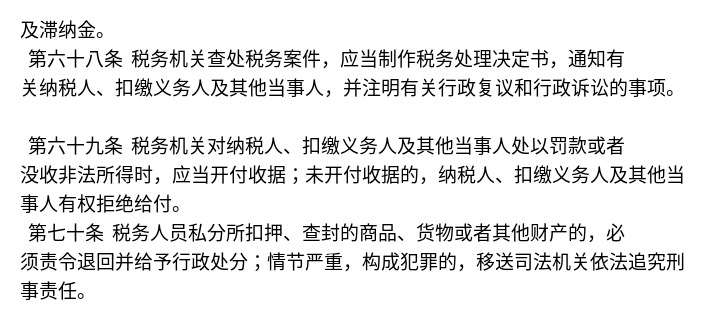 及滞纳金。
第六十八条 税务机关查处税务案件，应当制作税务处理决定书，通知有
关纳税人、扣缴义务人及其他当事人，并注明有关行政复议和行政诉讼的事项。
第六十九条 税务机关对纳税人、扣缴义务人及其他当事人处以罚款或者
没收非法所得时，应当开付收据；未开付收据的，纳税人、扣缴义务人及其他当
事人有权拒绝给付。
第七十条 税务人员私分所扣押、查封的商品、货物或者其他财产的，必
须责令退回并给予行政处分；情节严重，构成犯罪的，移送司法机关依法追究刑
事责任。